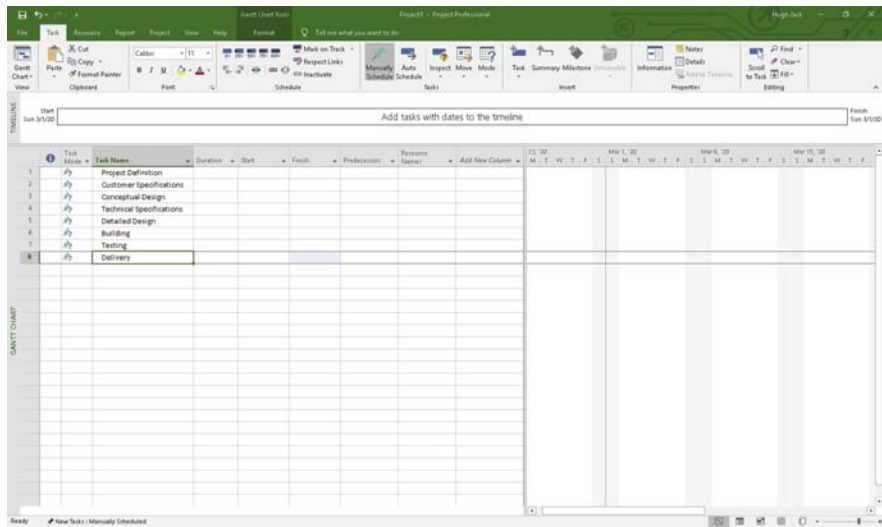 Gantt Chart Tools
Project1 - Project Professional
Hugh Jack
File Task Resource Report Project View Help Format Tell me what you want to do
Gantt Chart
View
Paste
Cut
Copy
Format Painter
Clipboard
Calibri 11
B I U
Font
Mark on Track
Respect Links
Inactivate
Schedule
Manually Schedule
Auto Schedule
Inspect
Move
Mode
Tasks
Task
Summary
Milestone
Deliverable
Insert
Information
Notes
Details
Add to Timeline
Properties
Scroll to Task
Find
Clear
Fill
Editing
TIMELINE
Start
Sun 3/1/20
Add tasks with dates to the timeline
Finish
Sun 3/1/20
Task Mode Task Name Duration Start Finish Predecessors Resource Names Add New Column
Mar 1, '20 Mar 8, '20 Mar 15, '20
M T W T F S S M T W T F S S M T W T F S S M T W T F
1 Project Definition
2 Customer Specifications
3 Conceptual Design
4 Technical Specifications
5 Detailed Design
6 Building
7 Testing
8 Delivery
GANTT CHART
Ready New Tasks : Manually Scheduled